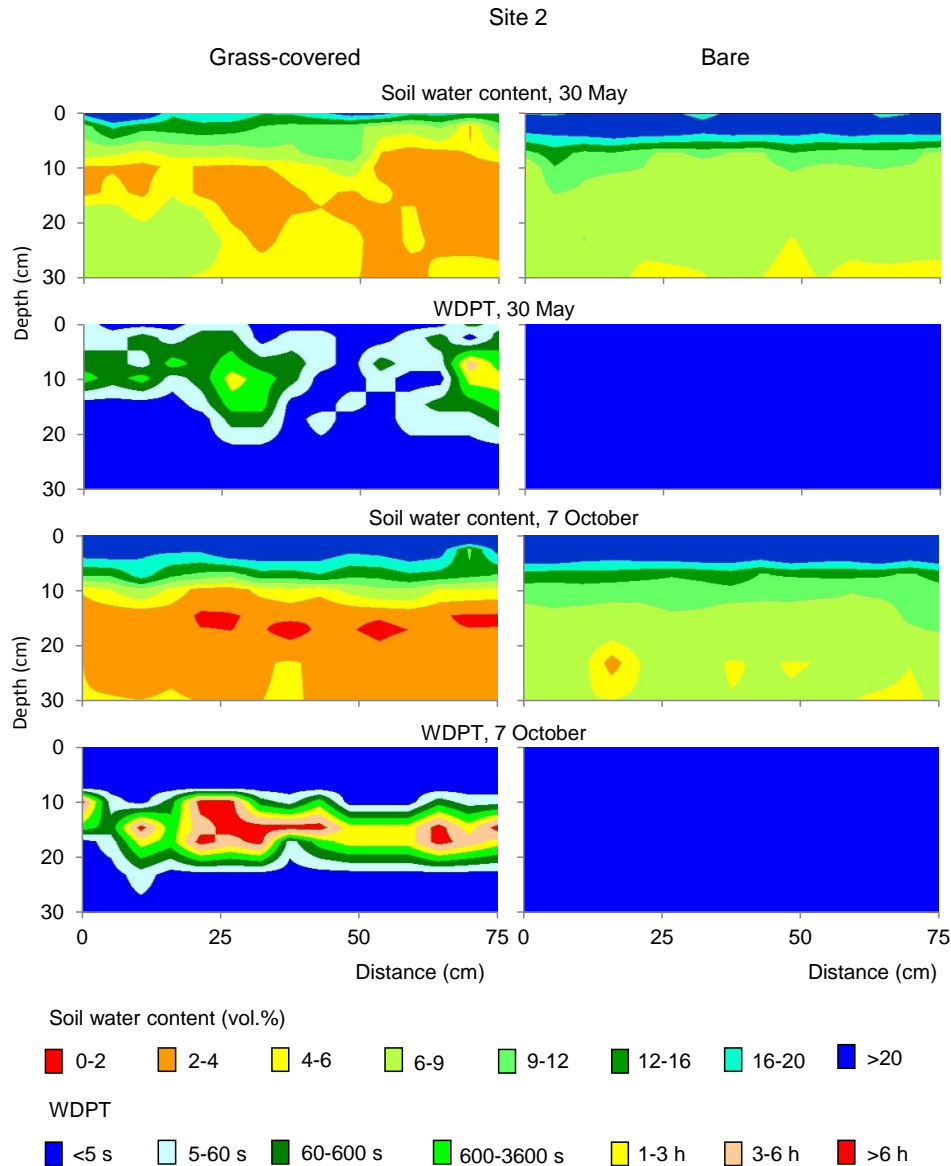 Site 2
Grass-covered Bare
Soil water content, 30 May
0
10
20
30
Depth (cm)
WDPT, 30 May
0
10
20
30
Soil water content, 7 October
0
10
20
30
Depth (cm)
WDPT, 7 October
0
10
20
30
0 25 50 75 0 25 50 75
Distance (cm) Distance (cm)
Soil water content (vol.%)
0-2 2-4 4-6 6-9 9-12 12-16 16-20 >20
WDPT
<5 s 5-60 s 60-600 s 600-3600 s 1-3 h 3-6 h >6 h